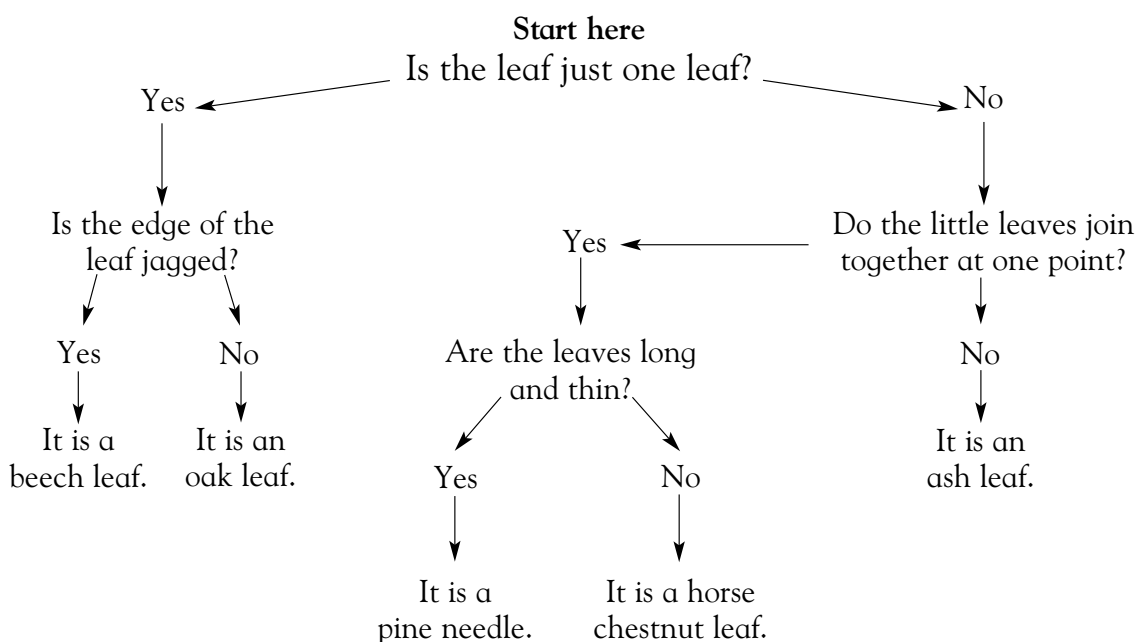 Start here
Is the leaf just one leaf?
Yes
No
Is the edge of the
leaf jagged?
Yes
Do the little leaves join
together at one point?
Yes
No
Are the leaves long
and thin?
No
It is a
beech leaf.
It is an
oak leaf.
Yes
No
It is an
ash leaf.
It is a
pine needle.
It is a horse
chestnut leaf.